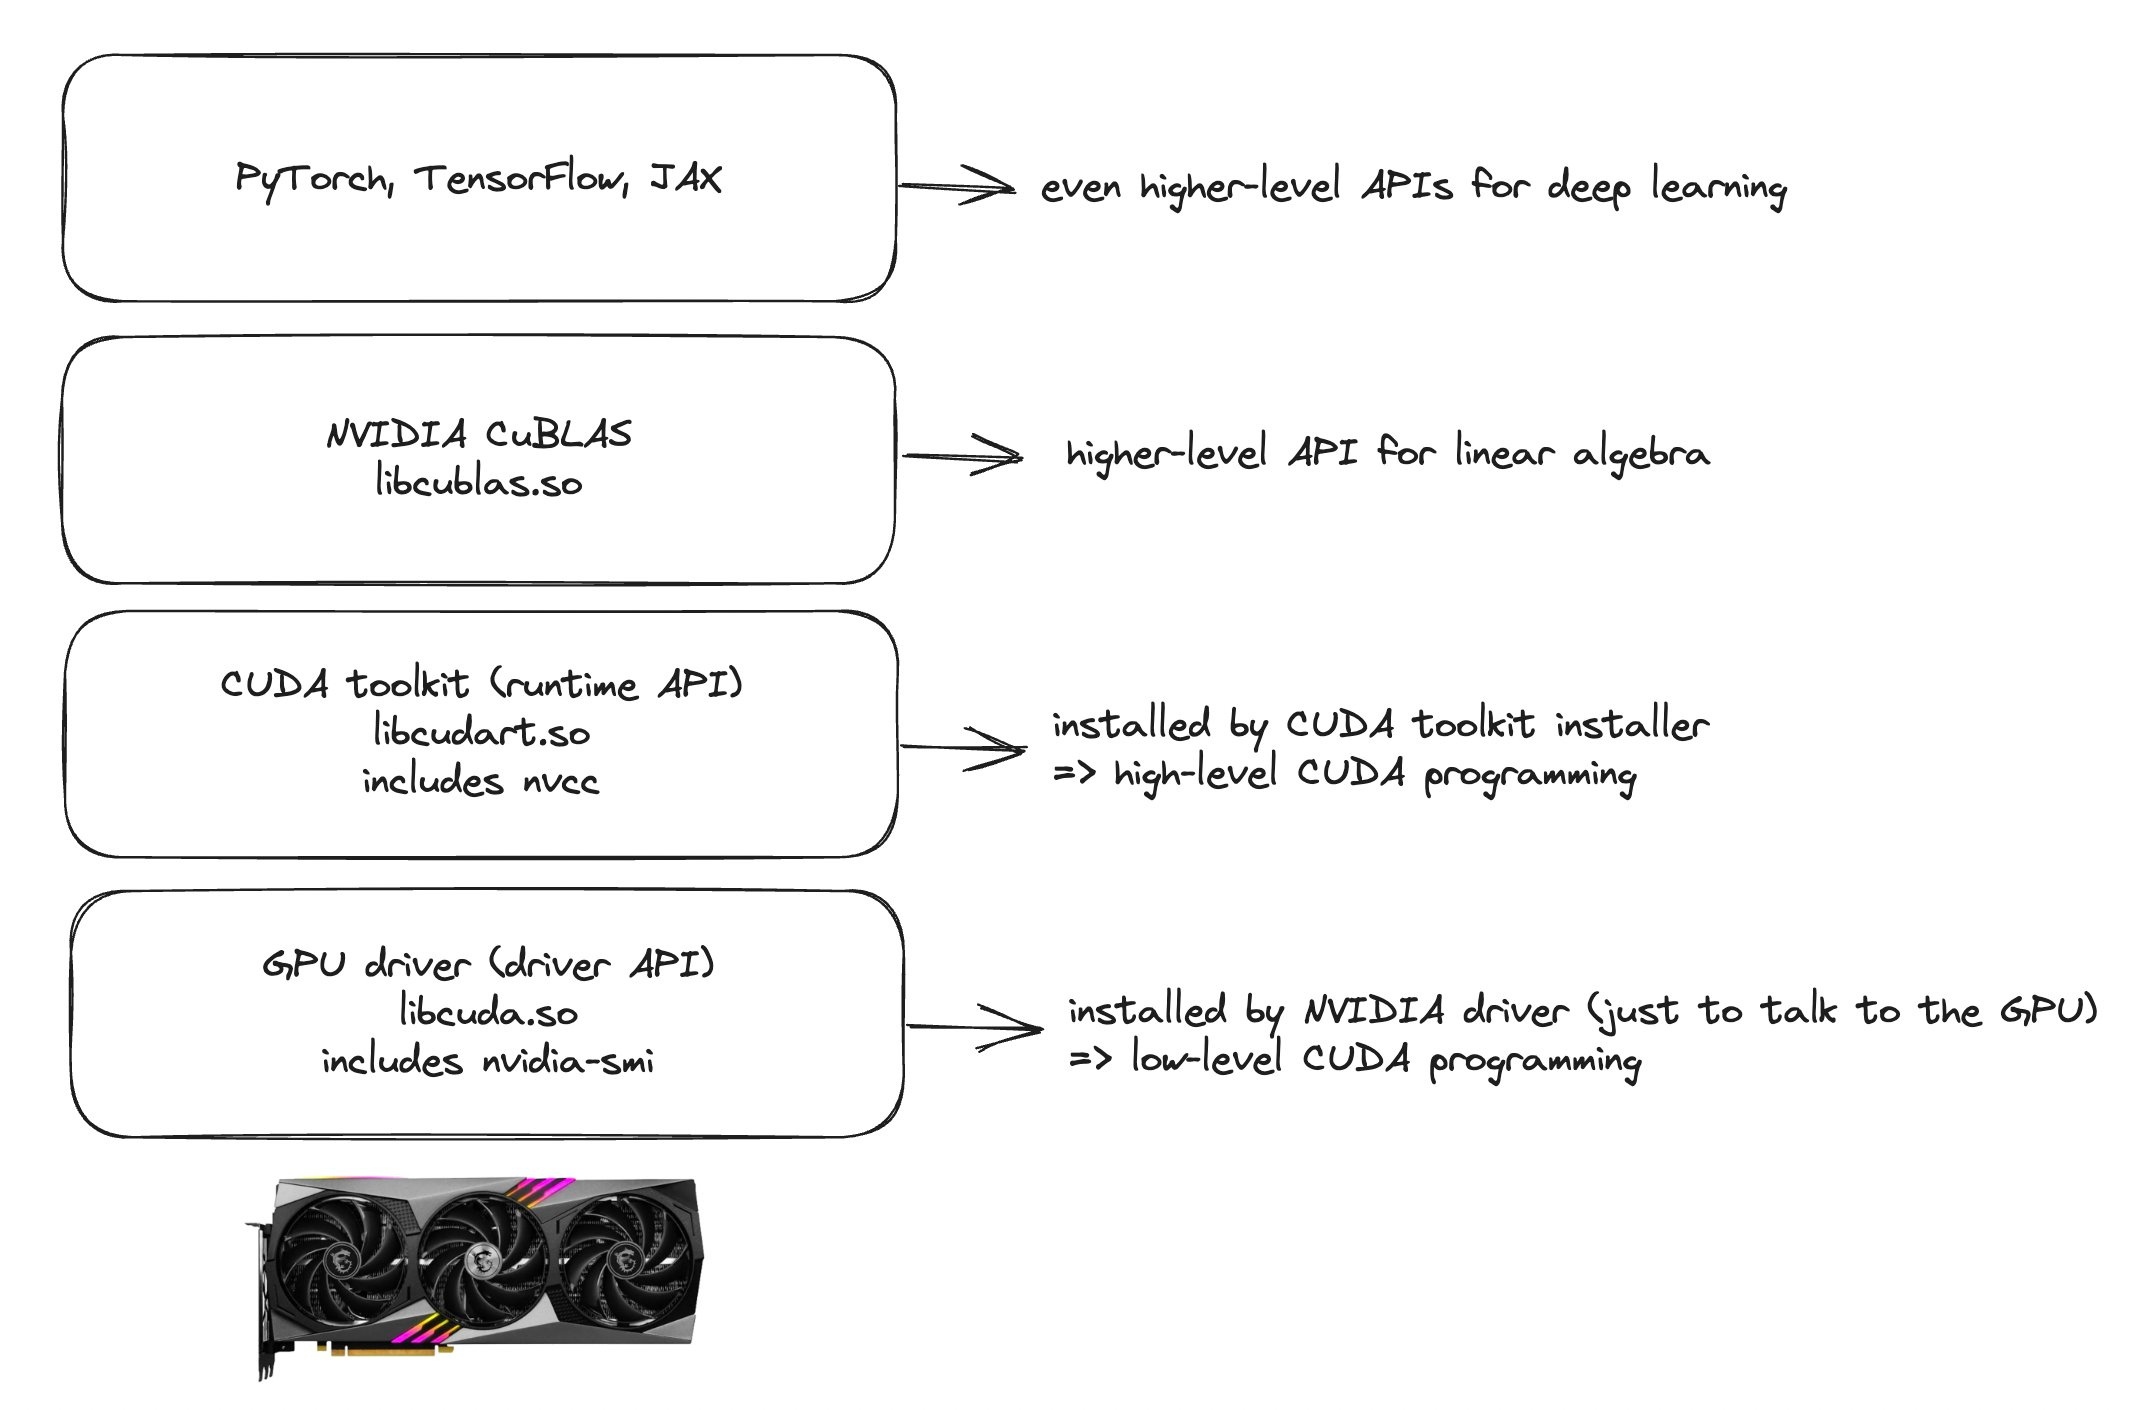 PyTorch, TensorFlow, JAX
even higher-level APIs for deep learning
NVIDIA CuBLAS
libcublas.so
higher-level API for linear algebra
CUDA toolkit (runtime API)
libcudart.so
includes nvcc
installed by CUDA toolkit installer
=> high-level CUDA programming
GPU driver (driver API)
libcuda.so
includes nvidia-smi
installed by NVIDIA driver (just to talk to the GPU)
=> low-level CUDA programming